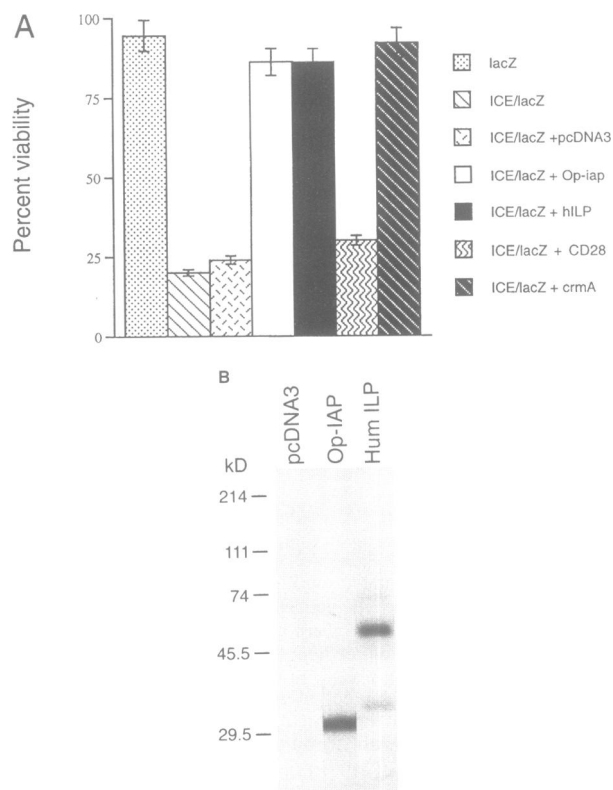 A
Percent viability
100
75
50
25
0
lacZ
ICE/lacZ
ICE/lacZ +pcDNA3
ICE/lacZ + Op-iap
ICE/lacZ + hILP
ICE/lacZ + CD28
ICE/lacZ + crmA
B
pcDNA3
Op-IAP
Hum ILP
kD
214
111
74
45.5
29.5